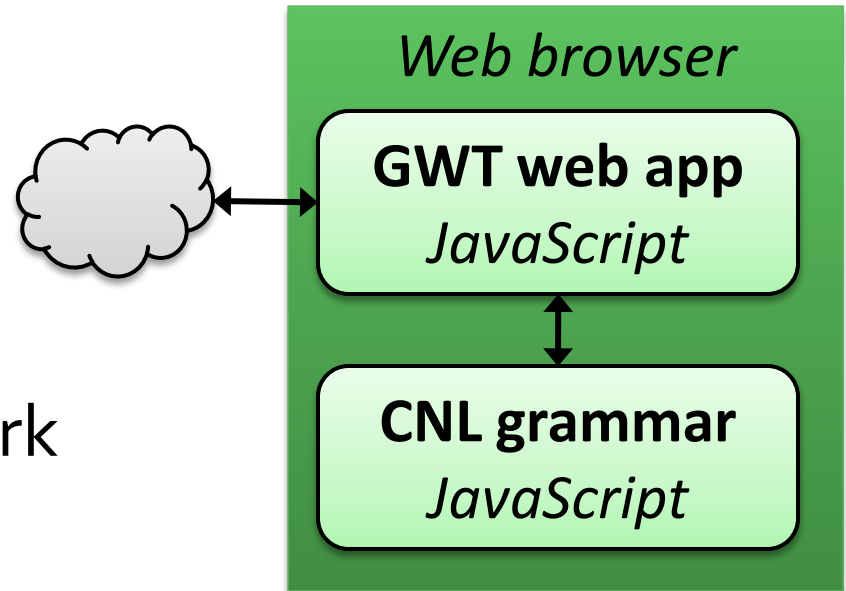 Web browser
GWT web app
JavaScript
CNL grammar
rk
JavaScript